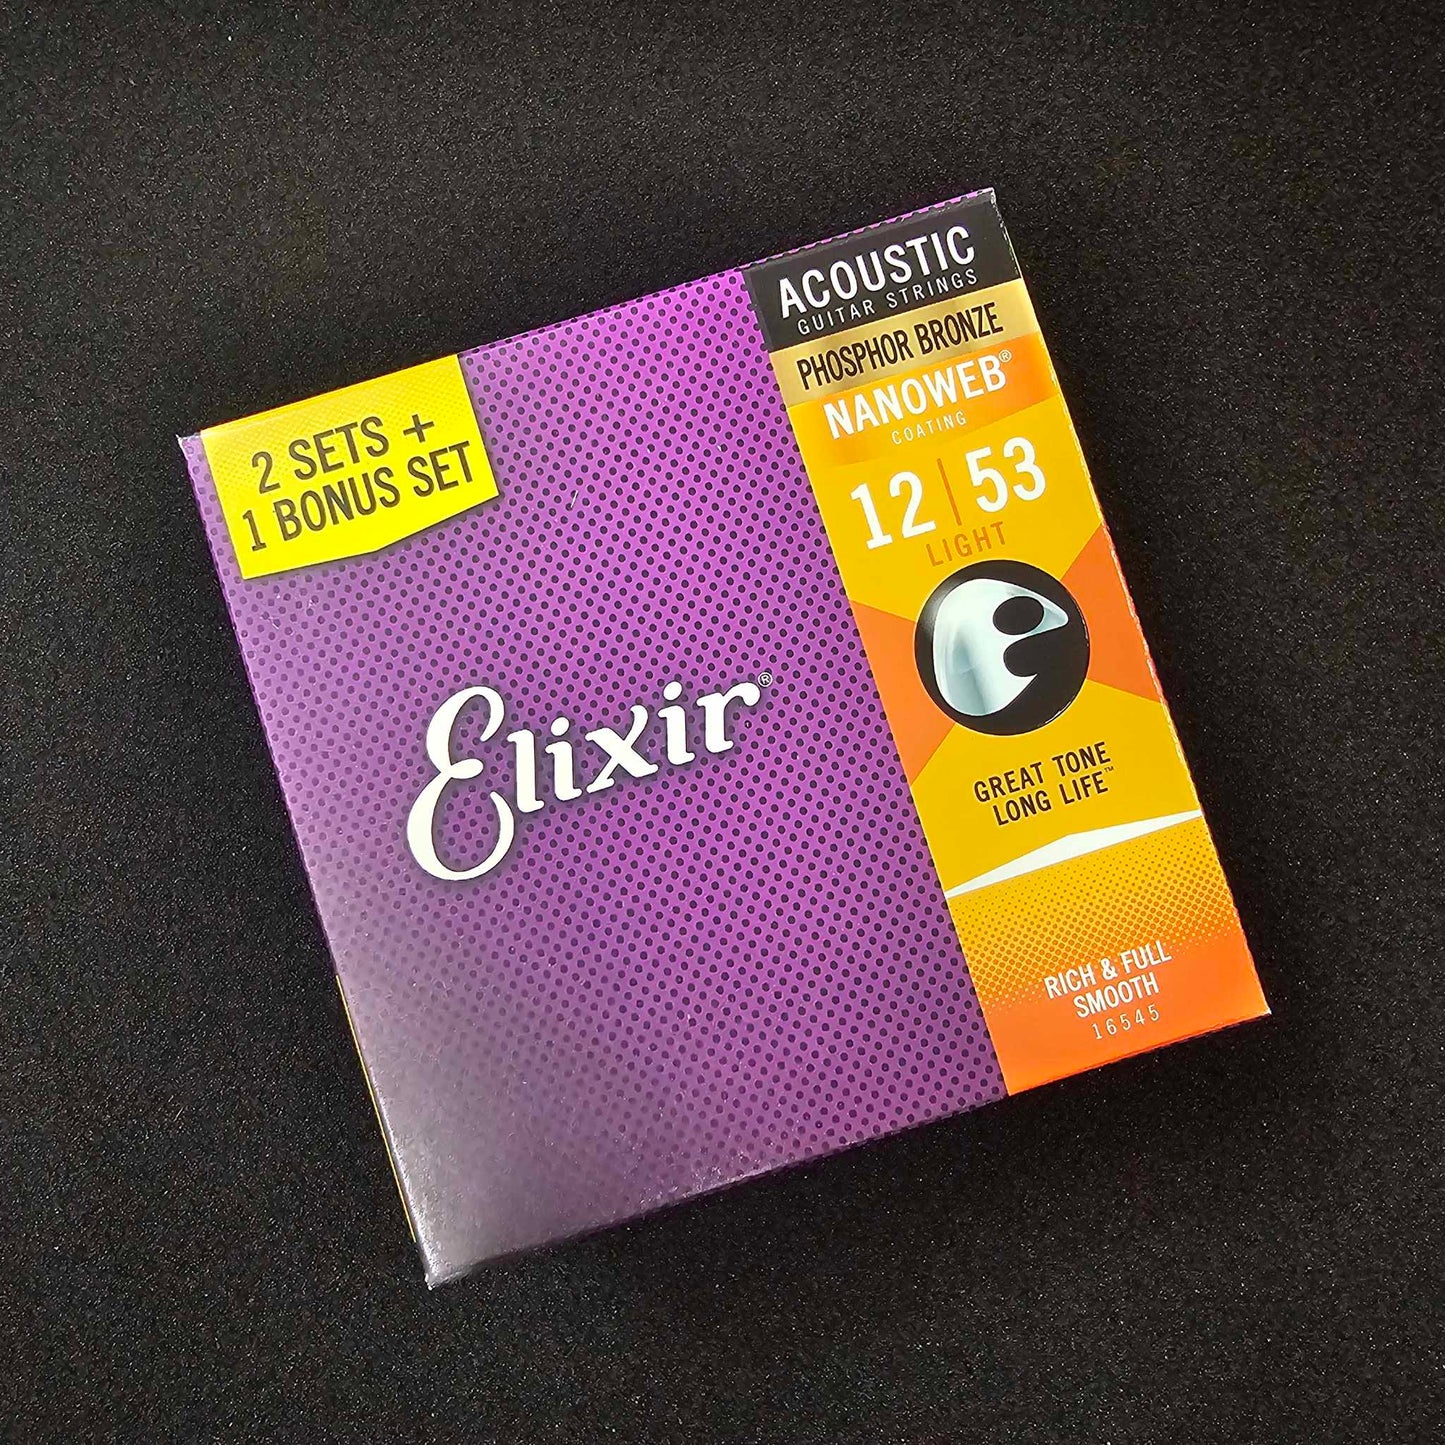 2 SETS +
1 BONUS SET
Elixir®
ACOUSTIC
GUITAR STRINGS
PHOSPHOR BRONZE
NANOWEB®
COATING
12|53
LIGHT
GREAT TONE
LONG LIFE™
RICH & FULL
SMOOTH
16545